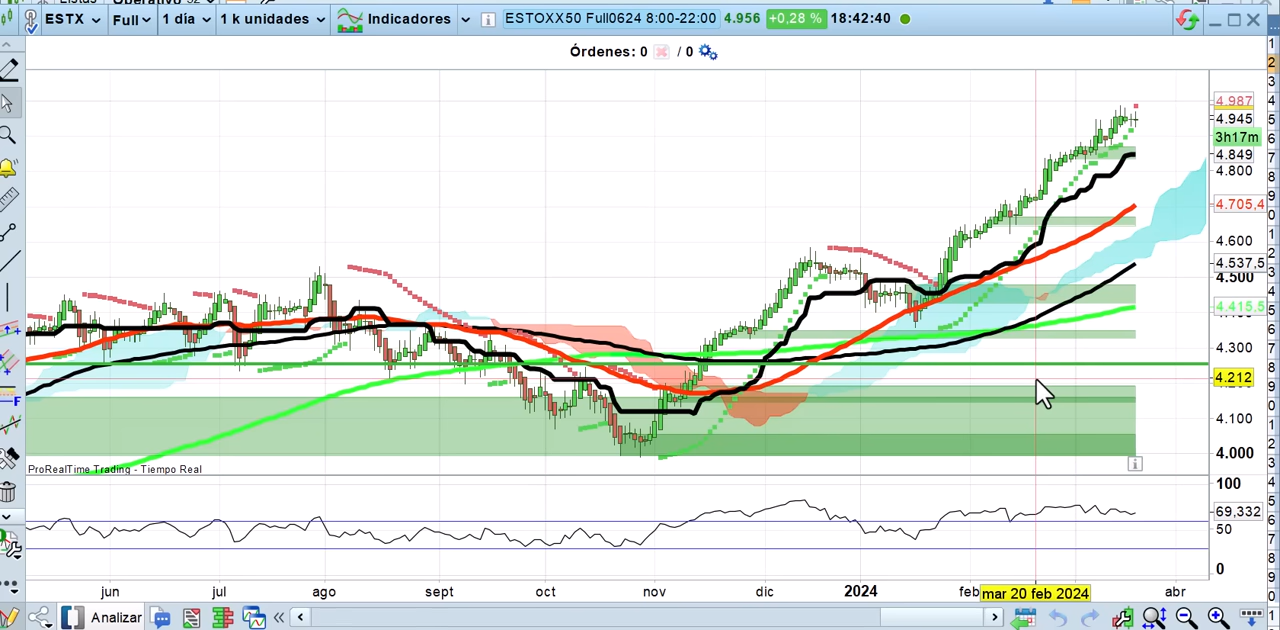 Full
ESTX
1 día
1 k unidades
Indicadores
ESTOXX50 Full0624 8:00-22:00
4.956
+0,28 %
18:42:40
Órdenes: 0 / 0
4.987
4.945
3h17m
4.849
4.800
4.705,4
4.600
4.537,5
4.500
4.415,5
4.300
4.212
4.100
4.000
ProRealTime Trading - Tiempo Real
100
69,332
50
0
jun jul ago sept oct nov dic 2024 feb mar 20 feb 2024 abr
Analizar